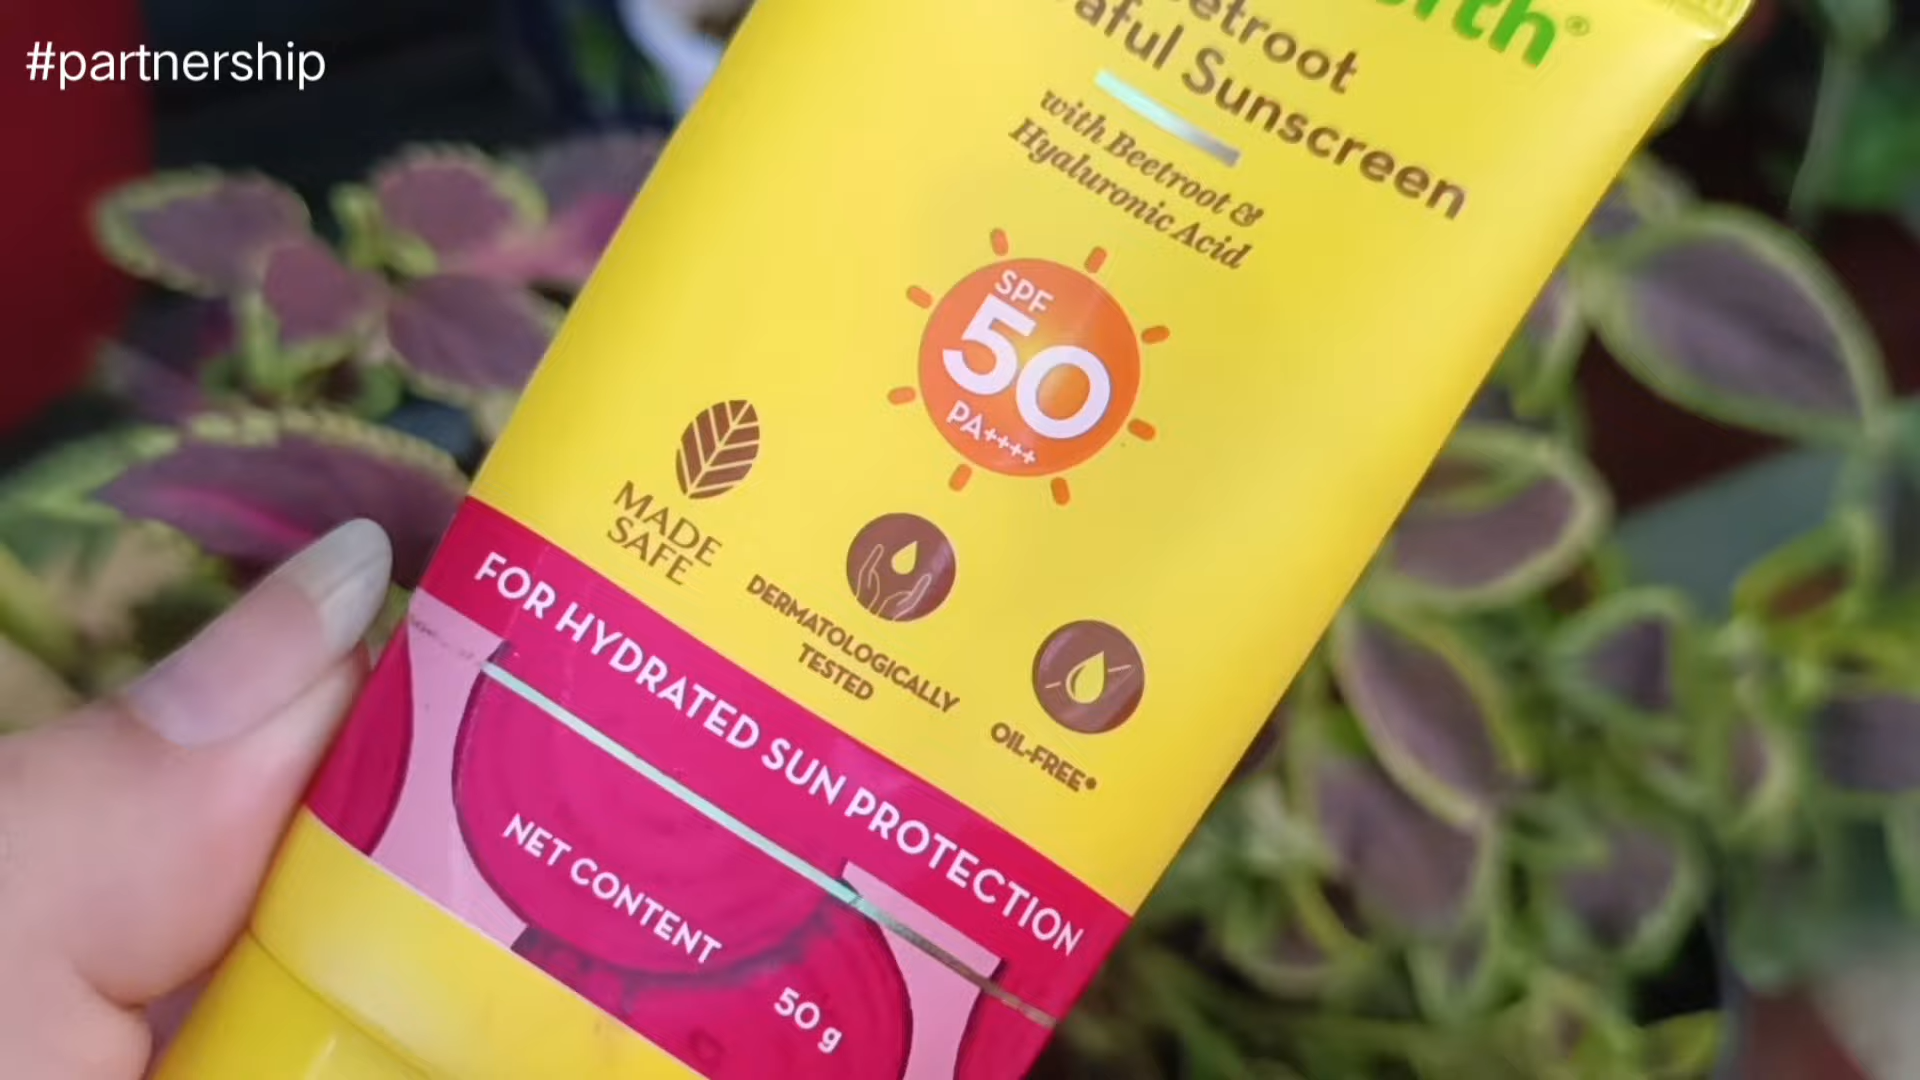 #partnership
Sunscreen
with Beetroot &
Hyaluronic Acid
SPF
50
PA++++
MADE
SAFE
DERMATOLOGICALLY
TESTED
OIL-FREE*
FOR HYDRATED SUN PROTECTION
NET CONTENT
50 g